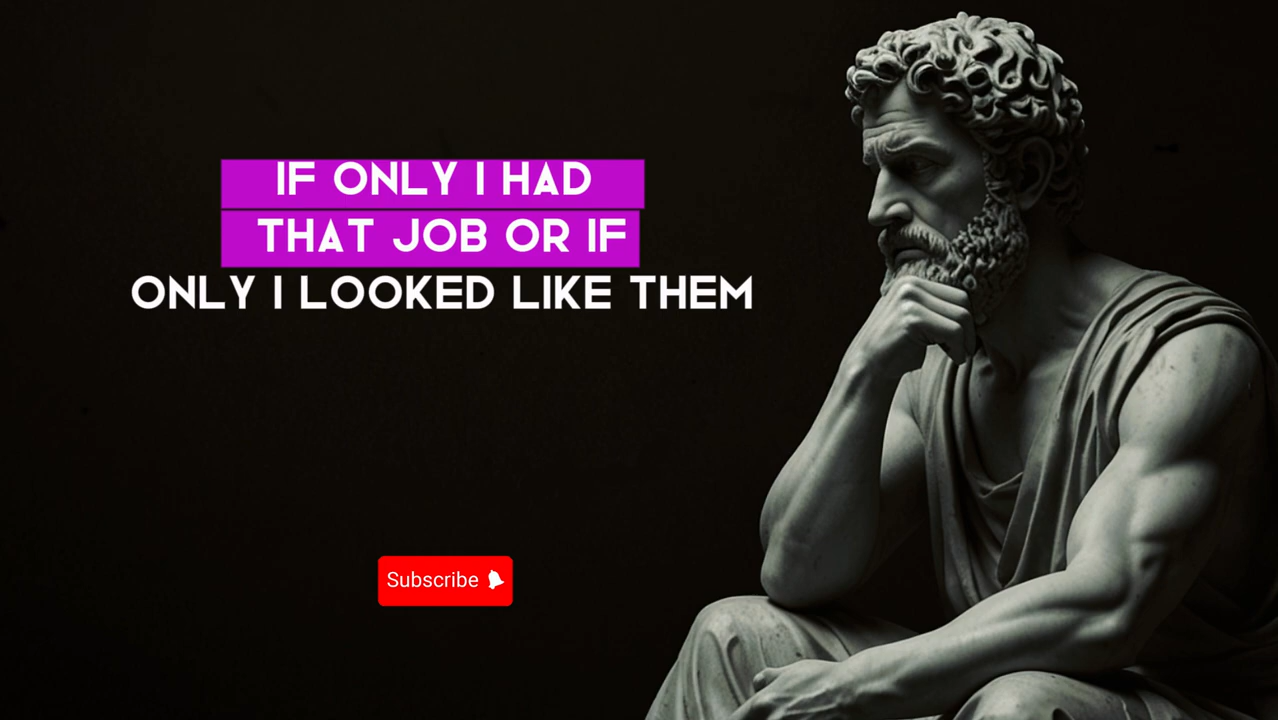 IF ONLY I HAD
THAT JOB OR IF
ONLY I LOOKED LIKE THEM
Subscribe